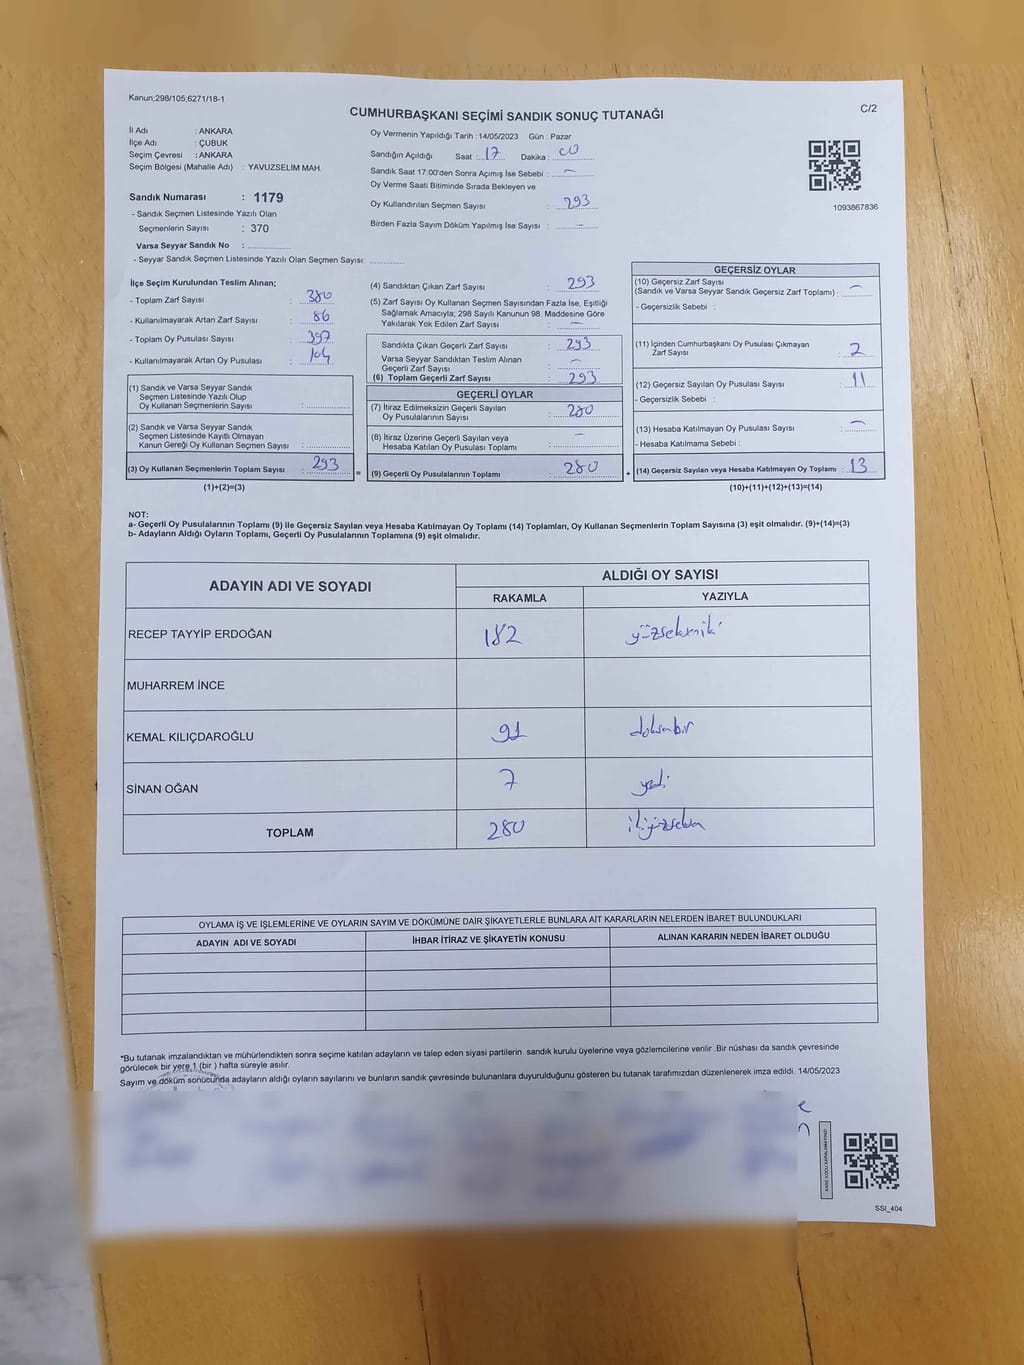 Kanun;298/105;6271/18-1
CUMHURBAŞKANI SEÇİMİ SANDIK SONUÇ TUTANAĞI
C/2
İl Adı : ANKARA
İlçe Adı : ÇUBUK
Seçim Çevresi : ANKARA
Seçim Bölgesi (Mahalle Adı) : YAVUZSELİM MAH.
Sandık Numarası : 1179
- Sandık Seçmen Listesinde Yazılı Olan
Seçmenlerin Sayısı : 370
Varsa Seyyar Sandık No :
- Seyyar Sandık Seçmen Listesinde Yazılı Olan Seçmen Sayısı:
Oy Vermenin Yapıldığı Tarih :14/05/2023 Gün : Pazar
Sandığın Açıldığı Saat : 17 Dakika : 00
Sandık Saat 17:00'den Sonra Açımış İse Sebebi : —
Oy Verme Saati Bitiminde Sırada Bekleyen ve
Oy Kullandırılan Seçmen Sayısı : 293
Birden Fazla Sayım Döküm Yapılmış İse Sayısı : —
1093867836
İlçe Seçim Kurulundan Teslim Alınan;
- Toplam Zarf Sayısı : 380
- Kullanılmayarak Artan Zarf Sayısı : 86
- Toplam Oy Pusulası Sayısı : 397
- Kullanılmayarak Artan Oy Pusulası : 104
(1) Sandık ve Varsa Seyyar Sandık
Seçmen Listesinde Yazılı Olup
Oy Kullanan Seçmenlerin Sayısı :
(2) Sandık ve Varsa Seyyar Sandık
Seçmen Listesinde Kayıtlı Olmayan
Kanun Gereği Oy Kullanan Seçmen Sayısı :
(3) Oy Kullanan Seçmenlerin Toplam Sayısı : 293
(1)+(2)=(3)
=
(4) Sandıktan Çıkan Zarf Sayısı : 293
(5) Zarf Sayısı Oy Kullanan Seçmen Sayısından Fazla İse, Eşitliği
Sağlamak Amacıyla; 298 Sayılı Kanunun 98. Maddesine Göre
Yakılarak Yok Edilen Zarf Sayısı : —
Sandıkta Çıkan Geçerli Zarf Sayısı : 293
Varsa Seyyar Sandıktan Teslim Alınan
Geçerli Zarf Sayısı : —
(6) Toplam Geçerli Zarf Sayısı : 293
GEÇERLİ OYLAR
(7) İtiraz Edilmeksizin Geçerli Sayılan
Oy Pusulalarının Sayısı : 280
(8) İtiraz Üzerine Geçerli Sayılan veya
Hesaba Katılan Oy Pusulası Toplamı : —
(9) Geçerli Oy Pusulalarının Toplamı : 280
+
GEÇERSİZ OYLAR
(10) Geçersiz Zarf Sayısı
(Sandık ve Varsa Seyyar Sandık Geçersiz Zarf Toplamı) : —
- Geçersizlik Sebebi :
(11) İçinden Cumhurbaşkanı Oy Pusulası Çıkmayan
Zarf Sayısı : 2
(12) Geçersiz Sayılan Oy Pusulası Sayısı : 11
- Geçersizlik Sebebi :
(13) Hesaba Katılmayan Oy Pusulası Sayısı : —
- Hesaba Katılmama Sebebi :
(14) Geçersiz Sayılan veya Hesaba Katılmayan Oy Toplamı : 13
(10)+(11)+(12)+(13)=(14)
NOT:
a- Geçerli Oy Pusulalarının Toplamı (9) ile Geçersiz Sayılan veya Hesaba Katılmayan Oy Toplamı (14) Toplamları, Oy Kullanan Seçmenlerin Toplam Sayısına (3) eşit olmalıdır. (9)+(14)=(3)
b- Adayların Aldığı Oyların Toplamı, Geçerli Oy Pusulalarının Toplamına (9) eşit olmalıdır.
ADAYIN ADI VE SOYADI
ALDIĞI OY SAYISI
RAKAMLA YAZIYLA
RECEP TAYYİP ERDOĞAN 182 yüzseksniki
MUHARREM İNCE
KEMAL KILIÇDAROĞLU 91 doksanbir
SİNAN OĞAN 7 yedi
TOPLAM 280 ikiyüzseksen
OYLAMA İŞ VE İŞLEMLERİNE VE OYLARIN SAYIM VE DÖKÜMÜNE DAİR ŞİKAYETLERLE BUNLARA AİT KARARLARIN NELERDEN İBARET BULUNDUKLARI
ADAYIN ADI VE SOYADI İHBAR İTİRAZ VE ŞİKAYETİN KONUSU ALINAN KARARIN NEDEN İBARET OLDUĞU
*Bu tutanak imzalandıktan ve mühürlendikten sonra seçime katılan adayların ve talep eden siyasi partilerin sandık kurulu üyelerine veya gözlemcilerine verilir. Bir nüshası da sandık çevresinde
görülecek bir yere 1 (bir ) hafta süreyle asılır.
Sayım ve döküm sonucunda adayların aldığı oyların sayılarını ve bunların sandık çevresinde bulunanlara duyurulduğunu gösteren bu tutanak tarafımızdan düzenlenerek imza edildi. 14/05/2023
KARE KODU KARALAMAYINIZ!
SSI_404